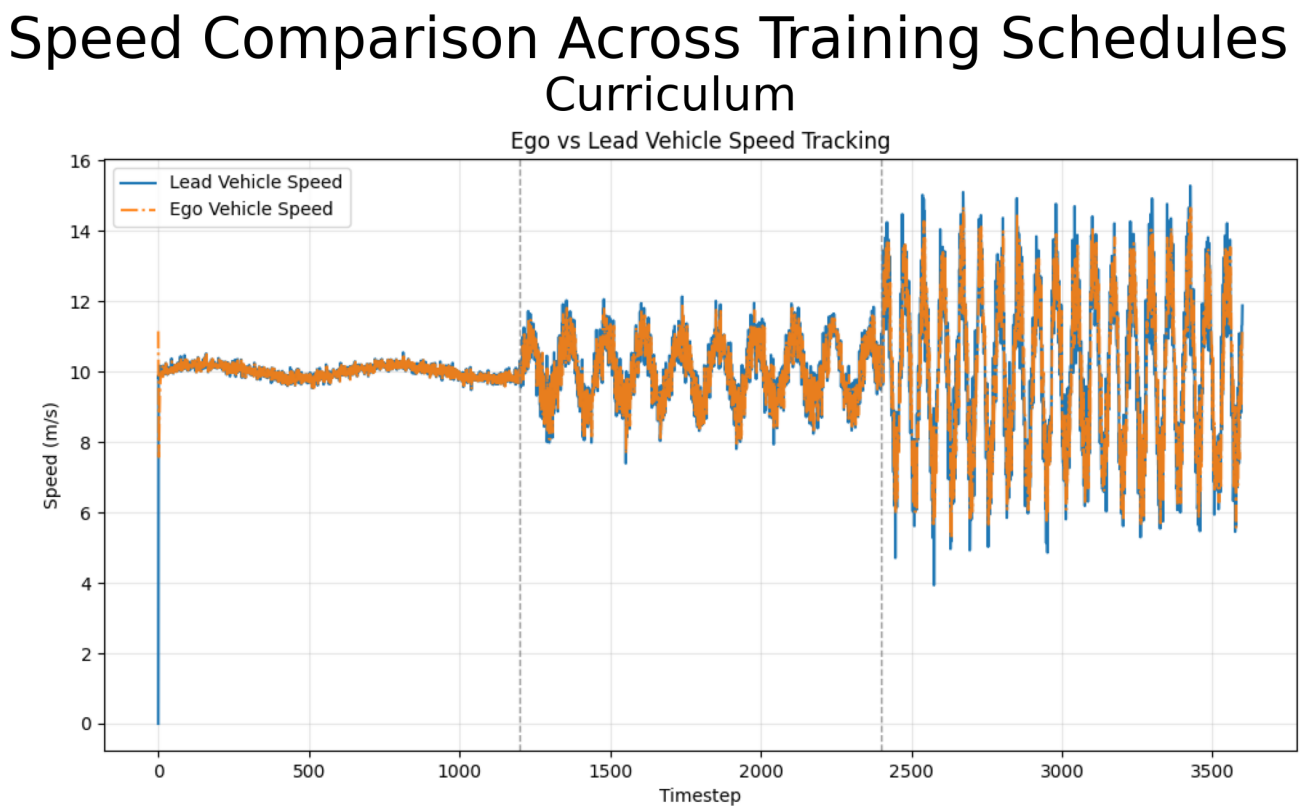 Speed Comparison Across Training Schedules
Curriculum
Ego vs Lead Vehicle Speed Tracking
Lead Vehicle Speed
Ego Vehicle Speed
Speed (m/s)
16
14
12
10
8
6
4
2
0
0 500 1000 1500 2000 2500 3000 3500
Timestep